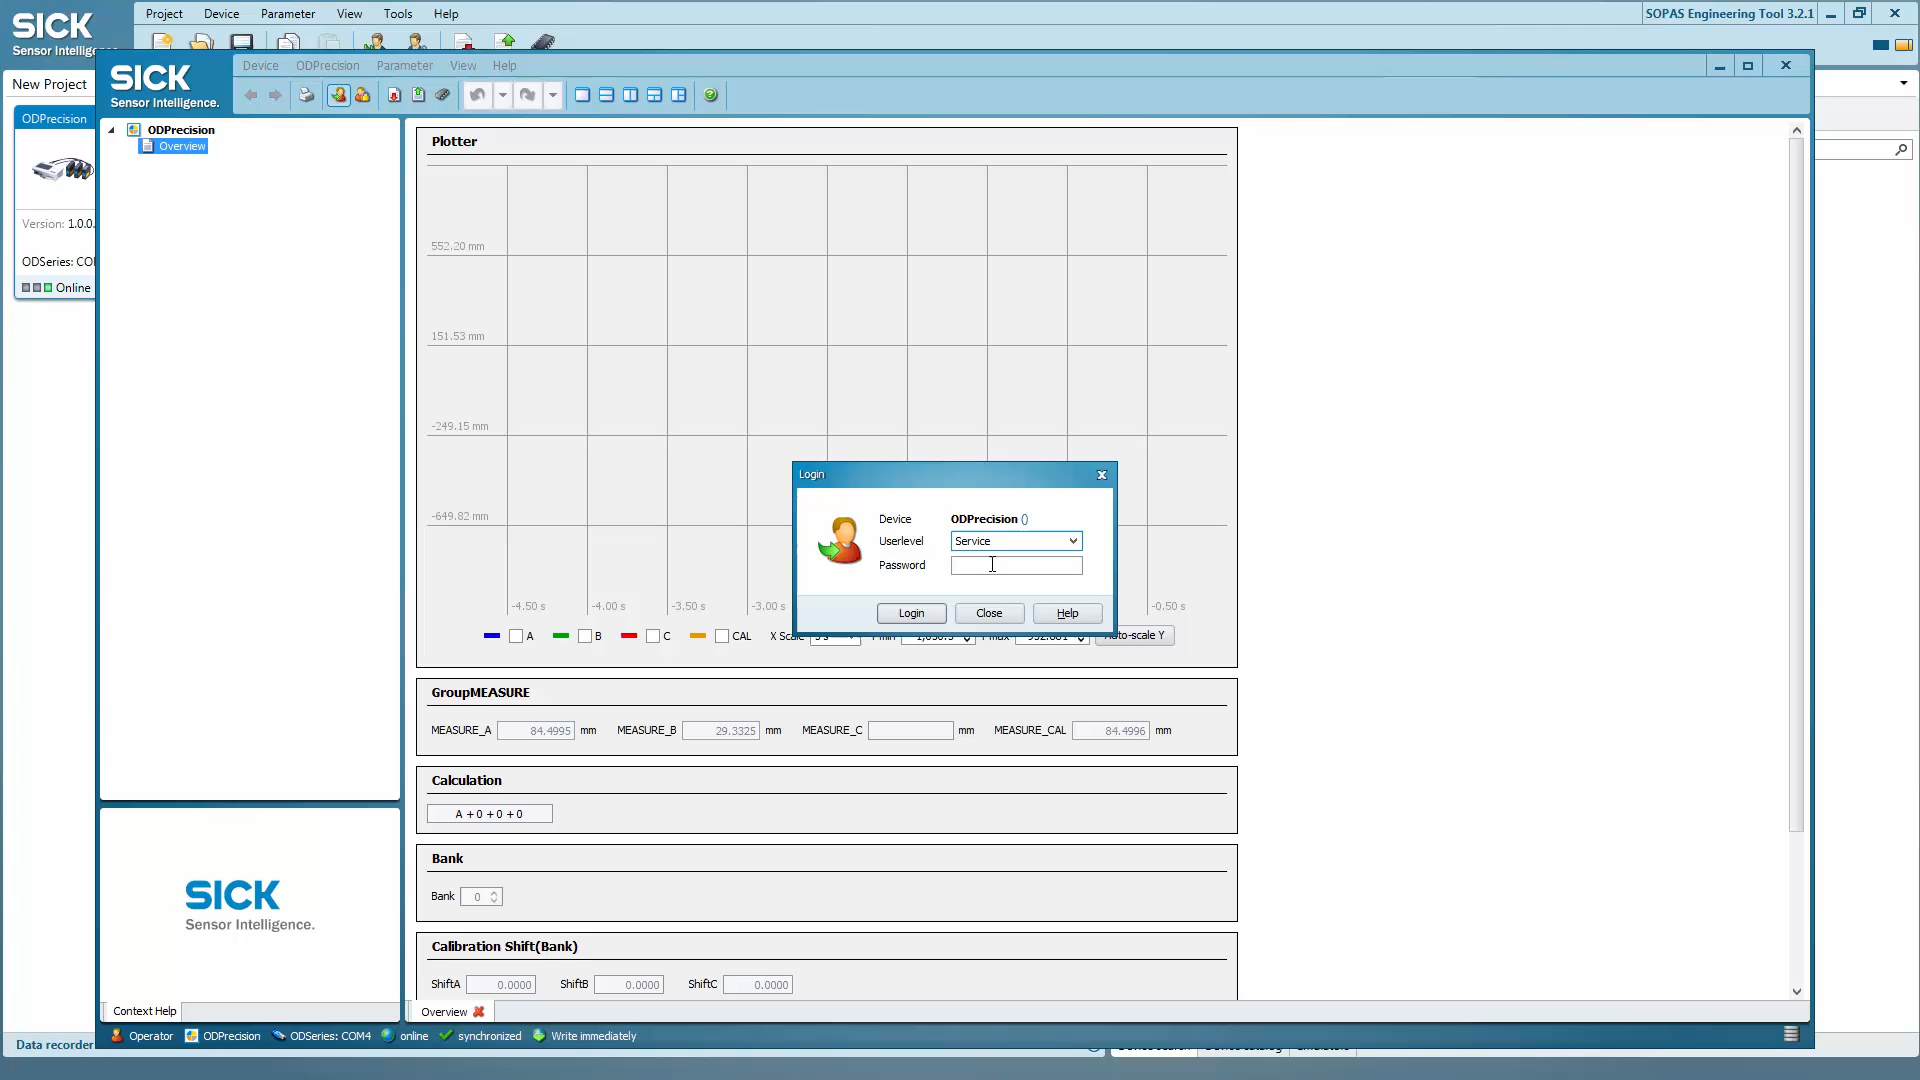 SICK
Sensor Intelligence.
Project Device Parameter View Tools Help
SOPAS Engineering Tool 3.2.1
New Project
SICK
Sensor Intelligence.
Device ODPrecision Parameter View Help
ODPrecision
Version: 1.0.0.
ODSeries: CO
Online
ODPrecision
Overview
Plotter
552.20 mm
151.53 mm
-249.15 mm
-649.82 mm
-4.50 s -4.00 s -3.50 s -3.00 s -0.50 s
A B C CAL X Scale Auto-scale Y
Login
Device ODPrecision ()
Userlevel Service
Password
Login Close Help
GroupMEASURE
MEASURE_A 84.4995 mm MEASURE_B 29.3325 mm MEASURE_C mm MEASURE_CAL 84.4996 mm
Calculation
A + 0 + 0 + 0
Bank
Bank 0
Calibration Shift(Bank)
ShiftA 0.0000 ShiftB 0.0000 ShiftC 0.0000
SICK
Sensor Intelligence.
Context Help
Overview
Operator ODPrecision ODSeries: COM4 online synchronized Write immediately
Data recorder